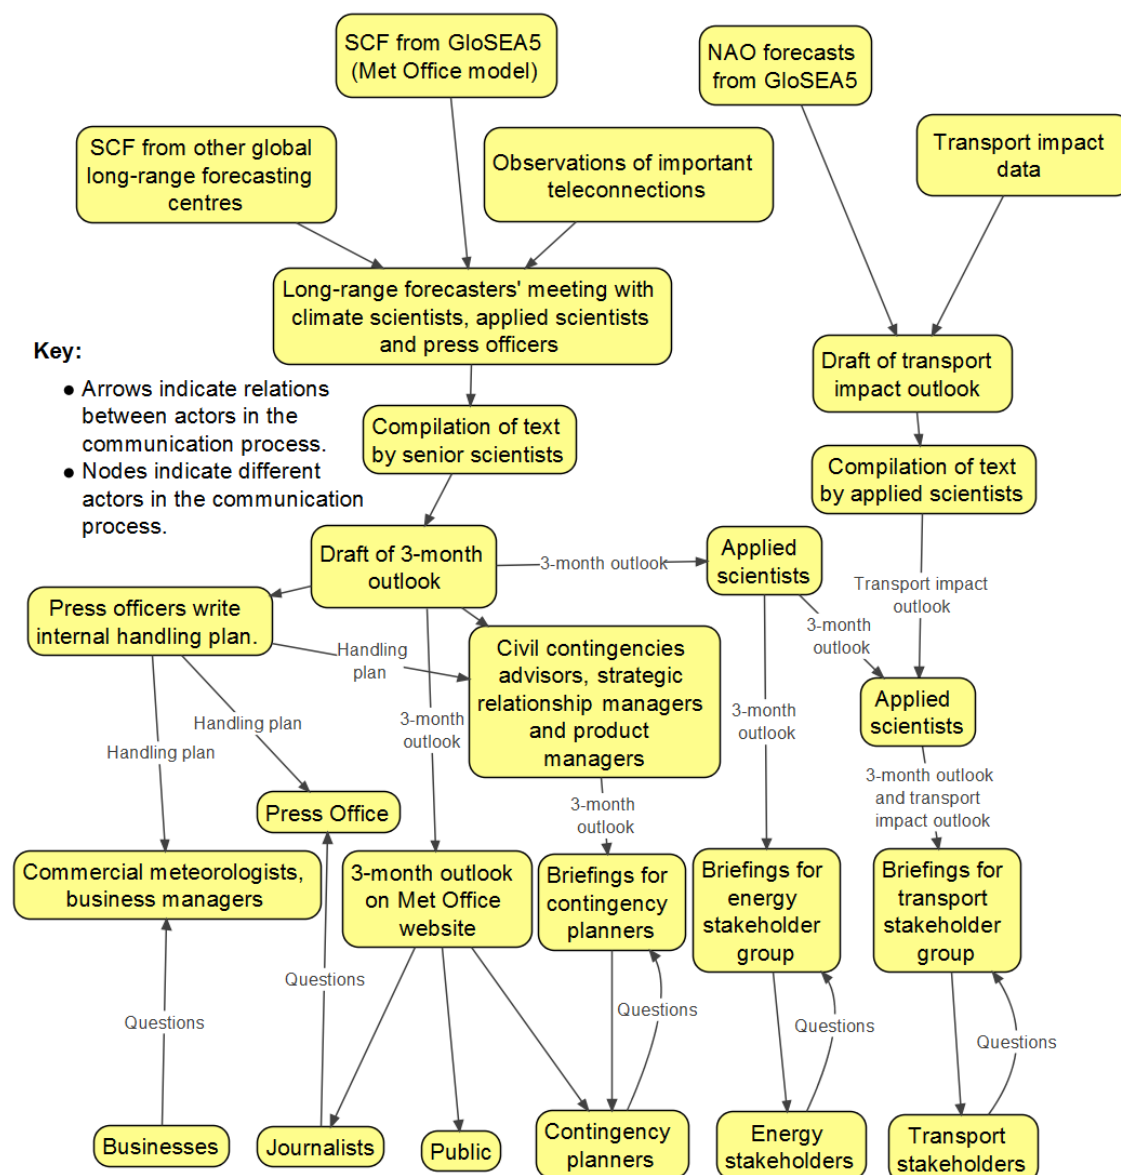 SCF from GloSEA5
(Met Office model)
NAO forecasts
from GloSEA5
SCF from other global
long-range forecasting
centres
Observations of important
teleconnections
Transport impact
data
Long-range forecasters' meeting with
climate scientists, applied scientists
and press officers
Key:
● Arrows indicate relations
between actors in the
communication process.
● Nodes indicate different
actors in the communication
process.
Draft of transport
impact outlook
Compilation of text
by senior scientists
Compilation of text
by applied scientists
Draft of 3-month
outlook
3-month outlook
Applied
scientists
Transport impact
outlook
3-month
outlook
Press officers write
internal handling plan.
Handling
plan
Civil contingencies
advisors, strategic
relationship managers
and product
managers
Applied
scientists
Handling plan
Handling plan
3-month
outlook
3-month
outlook
3-month
outlook
3-month outlook
and transport
impact outlook
Press Office
Commercial meteorologists,
business managers
3-month outlook
on Met Office
website
Briefings for
contingency
planners
Briefings for
energy
stakeholder
group
Briefings for
transport
stakeholder
group
Questions
Questions
Questions
Questions
Questions
Businesses
Journalists
Public
Contingency
planners
Energy
stakeholders
Transport
stakeholders